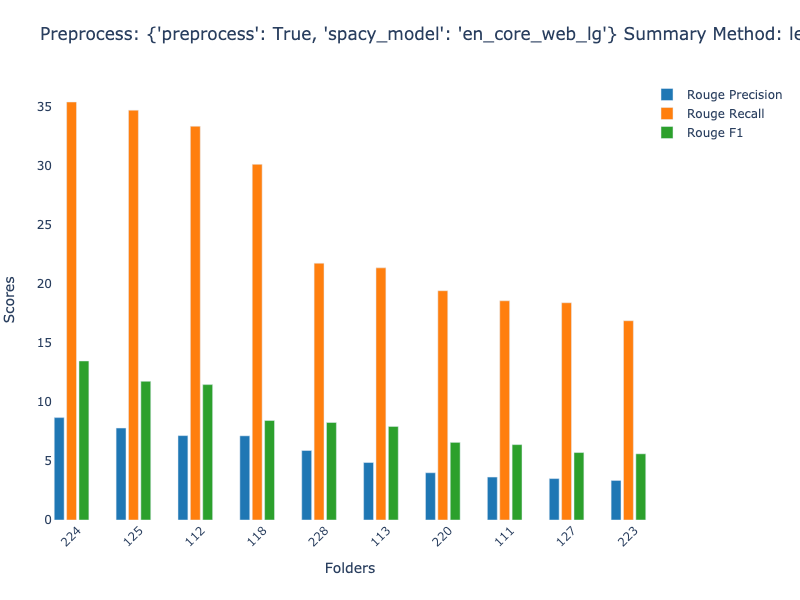 Preprocess: {'preprocess': True, 'spacy_model': 'en_core_web_lg'} Summary Method:
Rouge Precision
Rouge Recall
Rouge F1
35
30
25
20
15
10
5
0
Scores
224 125 112 118 228 113 220 111 127 223
Folders